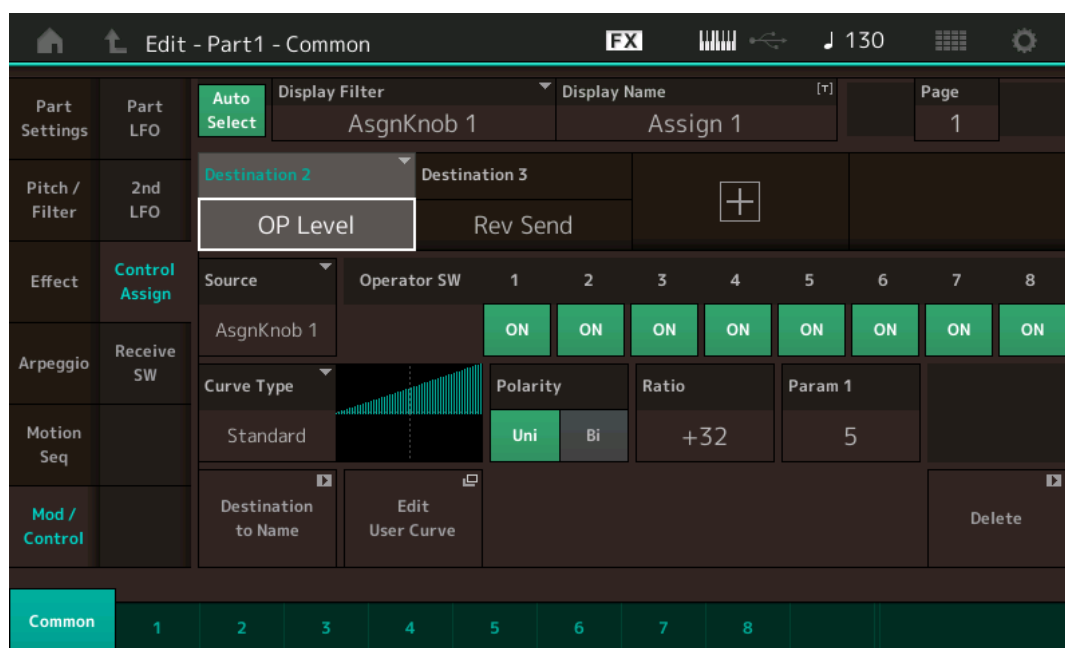 Edit - Part1 - Common
FX
♩ 130
Part
Settings
Part
LFO
Auto
Select
Display Filter
AsgnKnob 1
Display Name
[T]
Assign 1
Page
1
Pitch /
Filter
2nd
LFO
Destination 2
OP Level
Destination 3
Rev Send
Effect
Control
Assign
Source
AsgnKnob 1
Operator SW
1 2 3 4 5 6 7 8
ON ON ON ON ON ON ON ON
Arpeggio
Receive
SW
Curve Type
Standard
Polarity
Uni Bi
Ratio
+32
Param 1
5
Motion
Seq
Mod /
Control
Destination
to Name
Edit
User Curve
Delete
Common 1 2 3 4 5 6 7 8